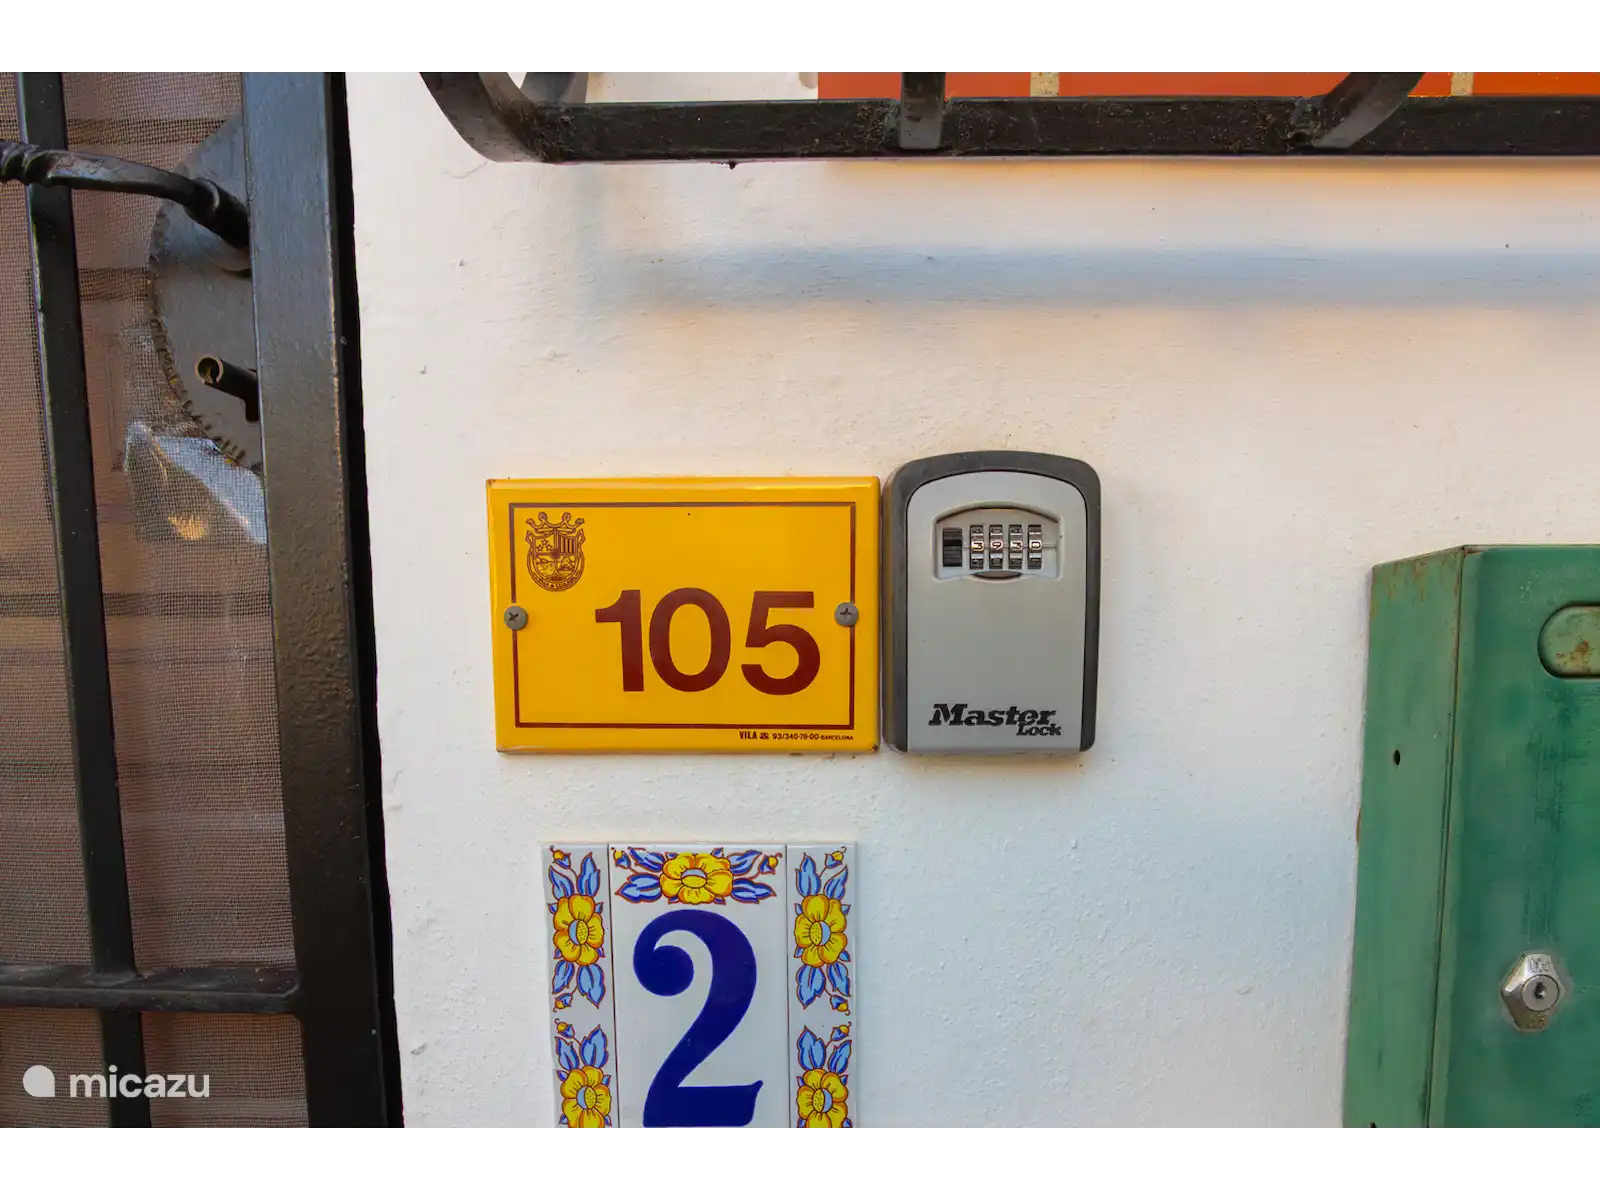 105
VILA 93/340-78-00-BARCELONA
Master
Lock
2
micazu